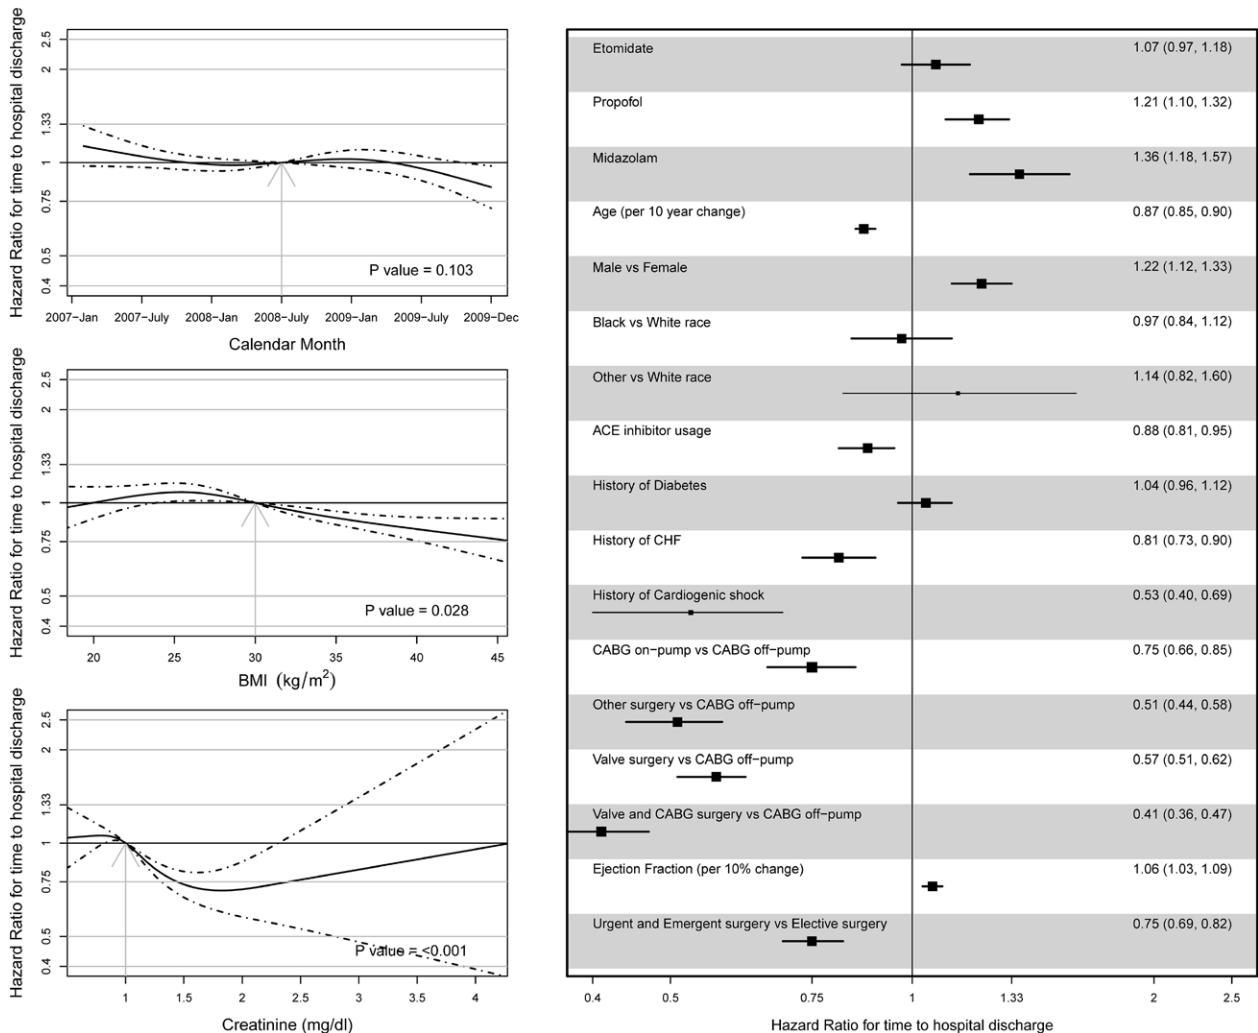 Hazard Ratio for time to hospital discharge
2.5
2
1.33
1
0.75
0.5
0.4
P value = 0.103
2007−Jan 2007−July 2008−Jan 2008−July 2009−Jan 2009−July 2009−Dec
Calendar Month
Hazard Ratio for time to hospital discharge
2.5
2
1.33
1
0.75
0.5
0.4
P value = 0.028
20 25 30 35 40 45
BMI (kg/m²)
Hazard Ratio for time to hospital discharge
2.5
2
1.33
1
0.75
0.5
0.4
P value = <0.001
1 1.5 2 2.5 3 3.5 4
Creatinine (mg/dl)
Etomidate 1.07 (0.97, 1.18)
Propofol 1.21 (1.10, 1.32)
Midazolam 1.36 (1.18, 1.57)
Age (per 10 year change) 0.87 (0.85, 0.90)
Male vs Female 1.22 (1.12, 1.33)
Black vs White race 0.97 (0.84, 1.12)
Other vs White race 1.14 (0.82, 1.60)
ACE inhibitor usage 0.88 (0.81, 0.95)
History of Diabetes 1.04 (0.96, 1.12)
History of CHF 0.81 (0.73, 0.90)
History of Cardiogenic shock 0.53 (0.40, 0.69)
CABG on−pump vs CABG off−pump 0.75 (0.66, 0.85)
Other surgery vs CABG off−pump 0.51 (0.44, 0.58)
Valve surgery vs CABG off−pump 0.57 (0.51, 0.62)
Valve and CABG surgery vs CABG off−pump 0.41 (0.36, 0.47)
Ejection Fraction (per 10% change) 1.06 (1.03, 1.09)
Urgent and Emergent surgery vs Elective surgery 0.75 (0.69, 0.82)
0.4 0.5 0.75 1 1.33 2 2.5
Hazard Ratio for time to hospital discharge